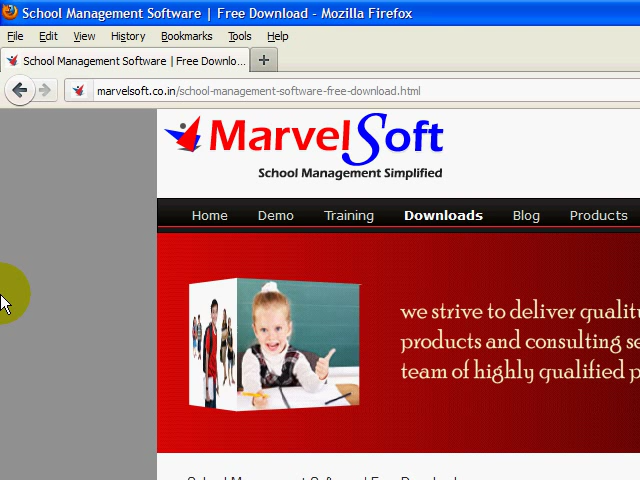 School Management Software | Free Download - Mozilla Firefox
File Edit View History Bookmarks Tools Help
School Management Software | Free Downlo...
marvelsoft.co.in/school-management-software-free-download.html
MarvelSoft
School Management Simplified
Home Demo Training Downloads Blog Products
we strive to deliver quality
products and consulting se
team of highly qualified p